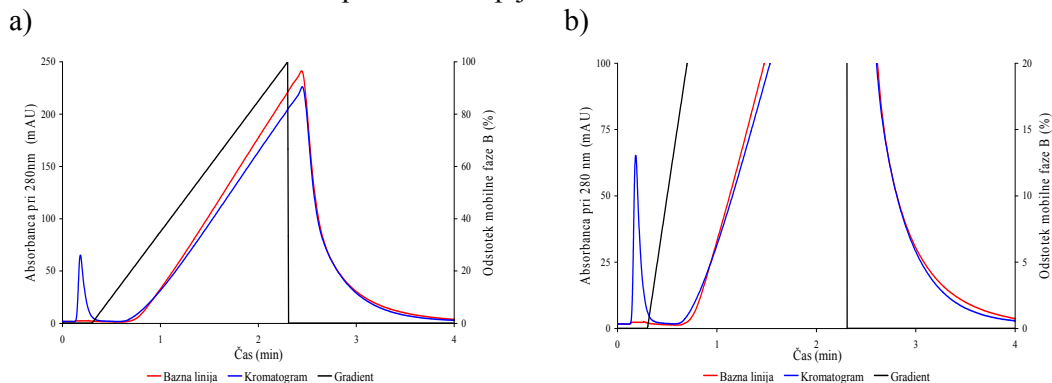 a)
b)
250
200
150
100
50
0
Absorbanca pri 280nm (mAU)
100
80
60
40
20
0
Odstotek mobilne faze B (%)
0 1 2 3 4
Čas (min)
Bazna linija Kromatogram Gradient
100
75
50
25
0
Absorbanca pri 280 nm (mAU)
20
15
10
5
0
Odstotek mobilne faze B (%)
0 1 2 3 4
Čas (min)
Bazna linija Kromatogram Gradient